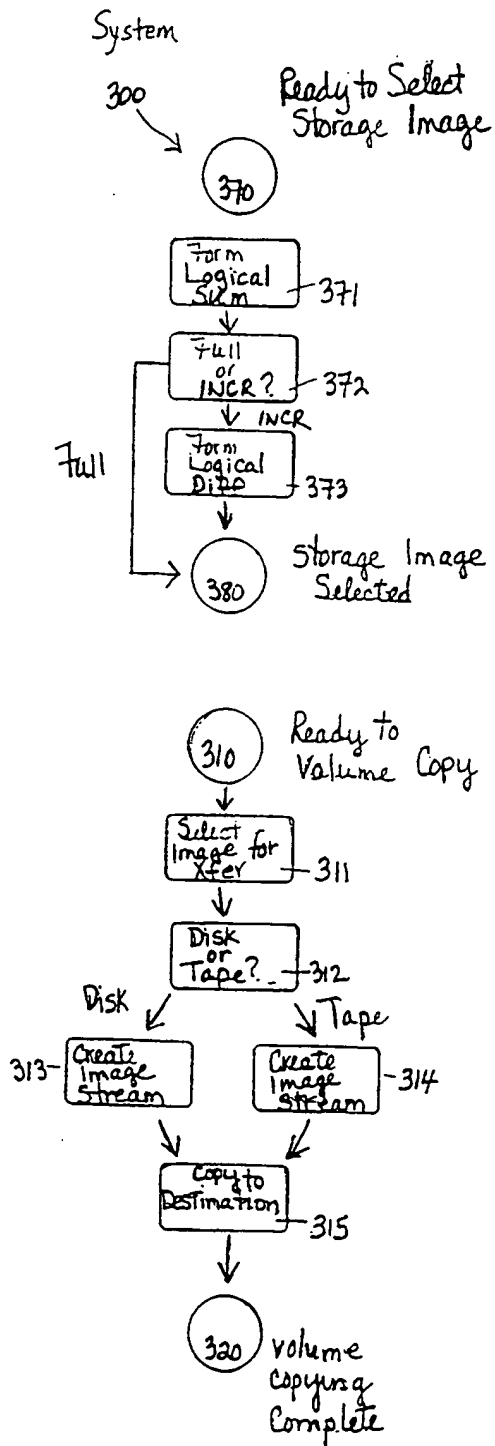 System
300
Ready to Select
Storage Image
370
Form
Logical
Sum
371
Full
or
INCR?
372
INCR
Full
Form
Logical
Diff
373
380
Storage Image
Selected
310
Ready to
Volume Copy
Select
Image for
Xfer
311
Disk
or
Tape?
312
Disk
Tape
313
Create
Image
Stream
Create
Image
Stream
314
Copy to
Destination
315
320
Volume
Copying
Complete